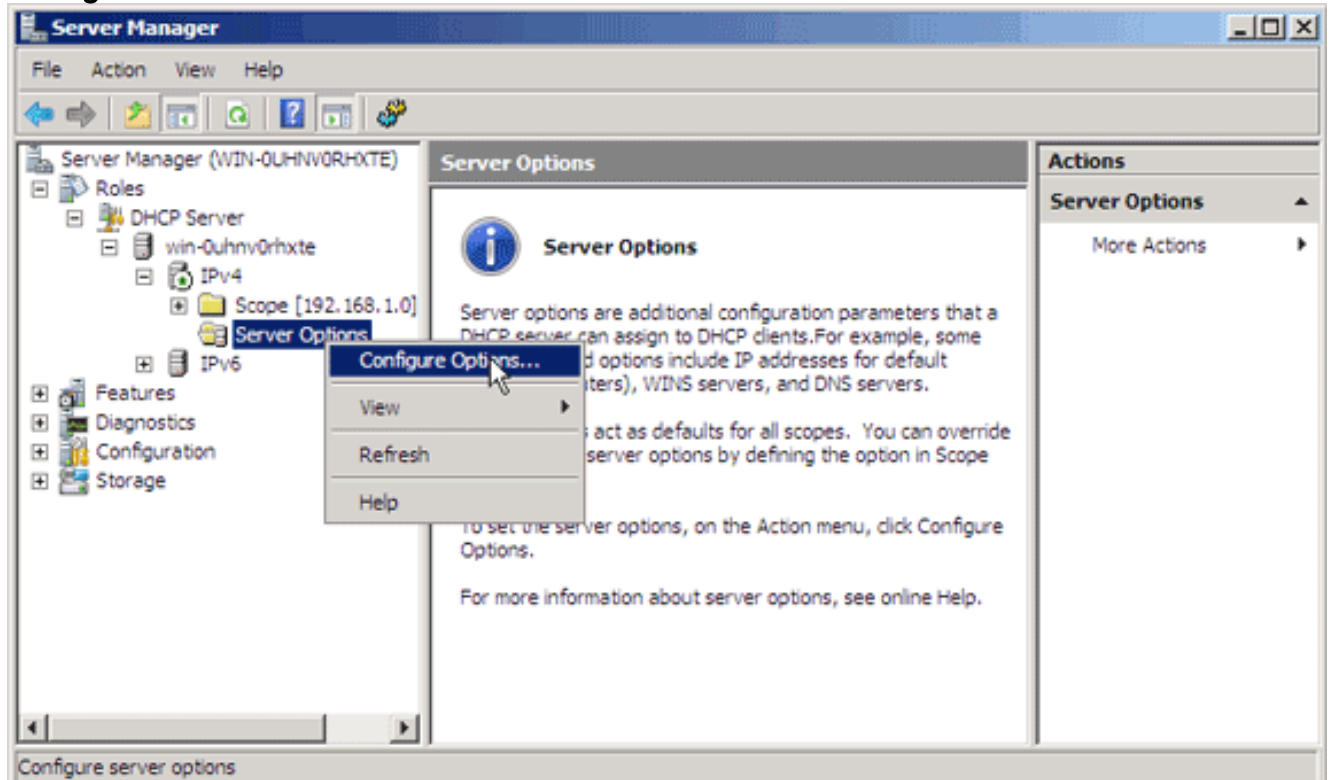 Server Manager
File Action View Help
Server Manager (WIN-0UHNV0RHXTE)
Roles
DHCP Server
win-0uhnv0rhxte
IPv4
Scope [192.168.1.0]
Server Options
IPv6
Features
Diagnostics
Configuration
Storage
Configure Options...
View
Refresh
Help
Server Options
Server Options
Server options are additional configuration parameters that a
DHCP server can assign to DHCP clients.For example, some
options include IP addresses for default
WINS servers, and DNS servers.
act as defaults for all scopes. You can override
server options by defining the option in Scope
To set the server options, on the Action menu, click Configure
Options.
For more information about server options, see online Help.
Actions
Server Options
More Actions
Configure server options